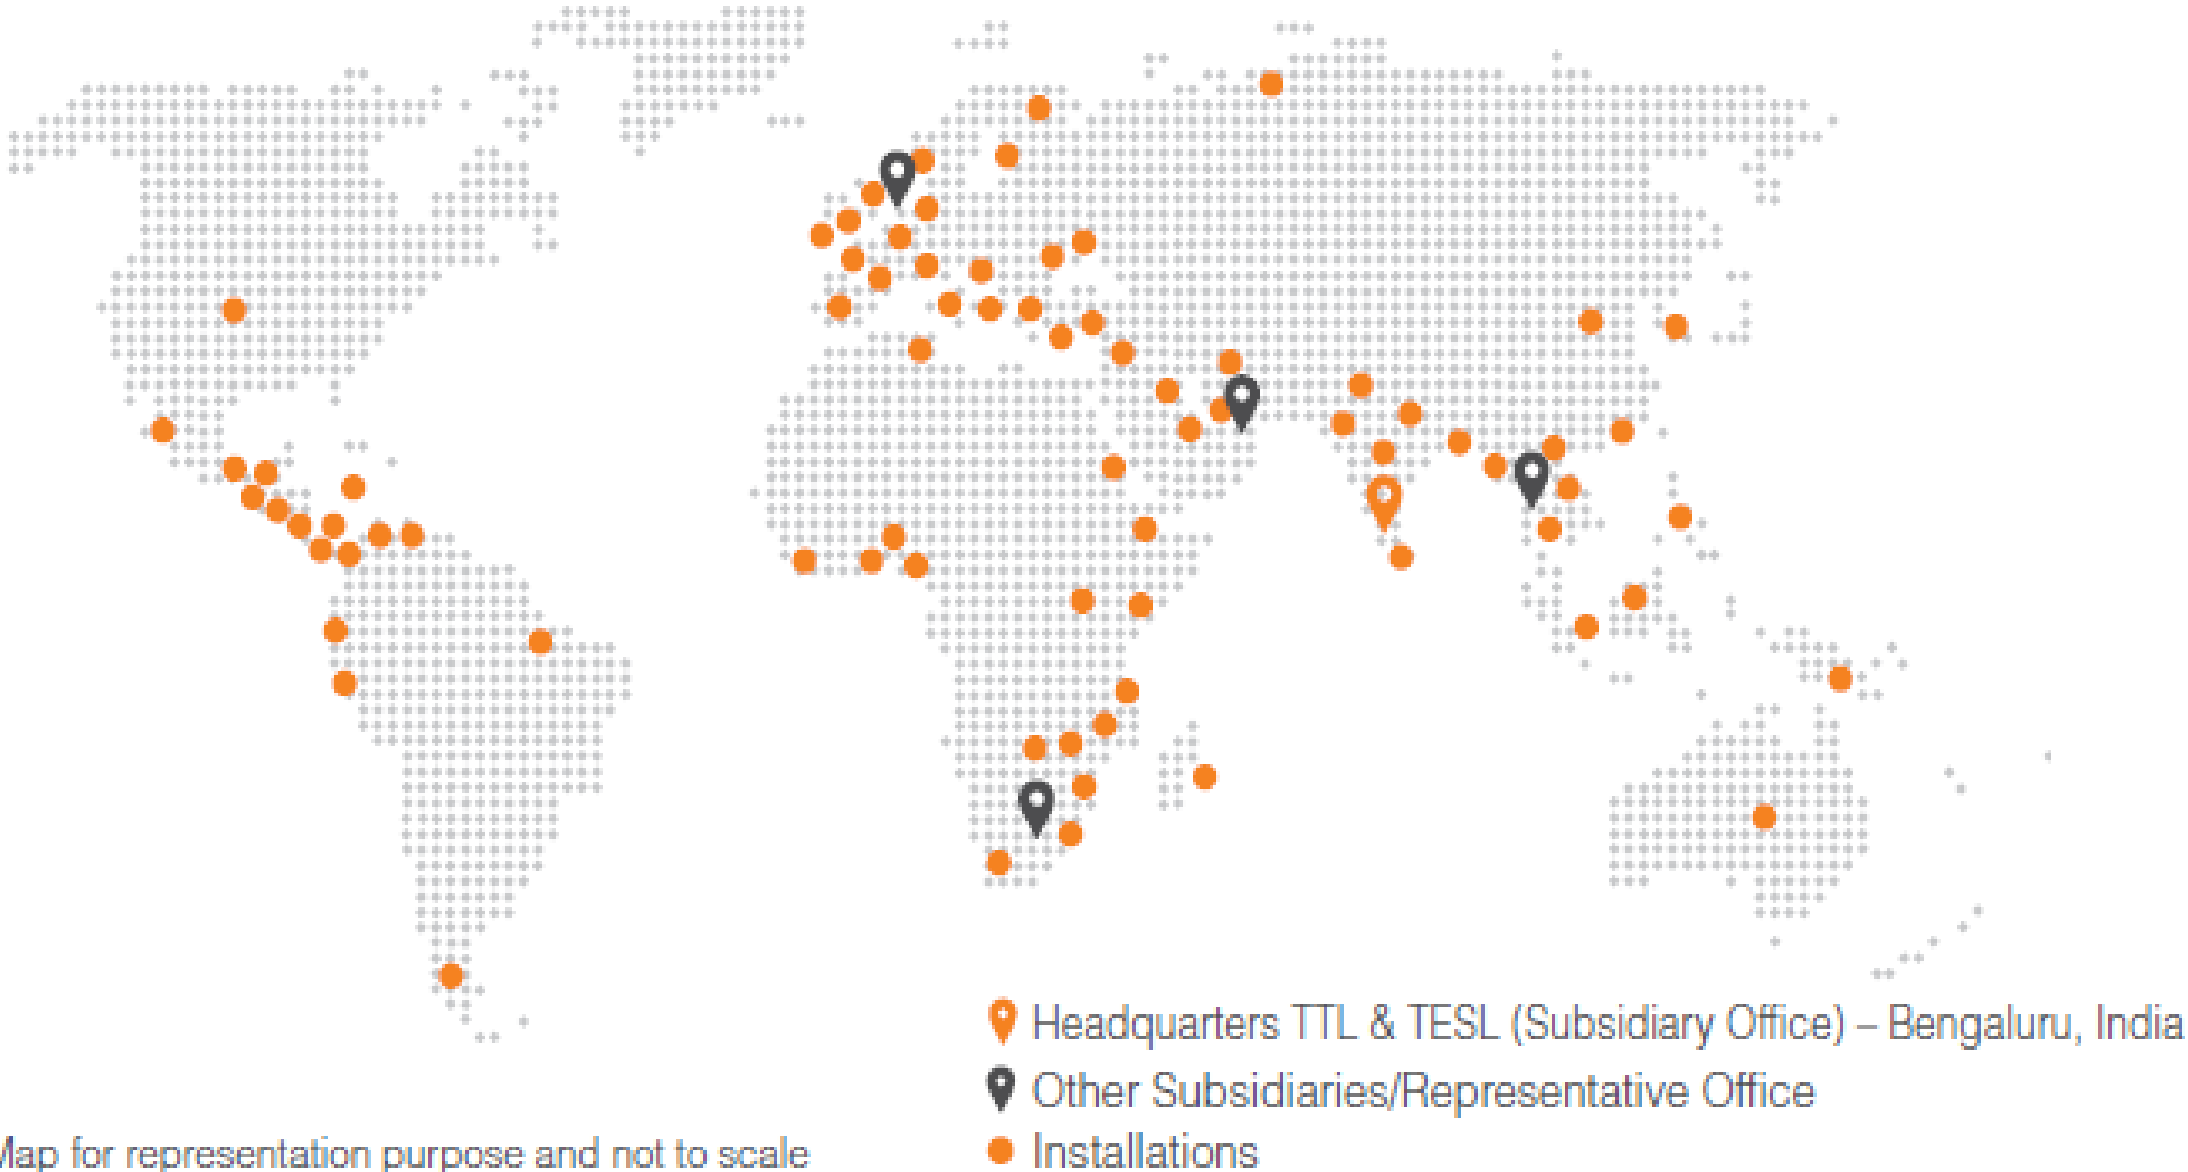 Headquarters TTL & TESL (Subsidiary Office) – Bengaluru, India
Other Subsidiaries/Representative Office
Installations
Map for representation purpose and not to scale